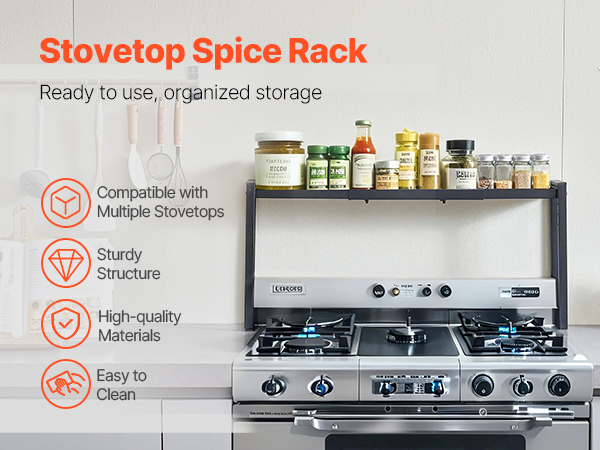 Stovetop Spice Rack
Ready to use, organized storage
Compatible with
Multiple Stovetops
Sturdy
Structure
High-quality
Materials
Easy to
Clean